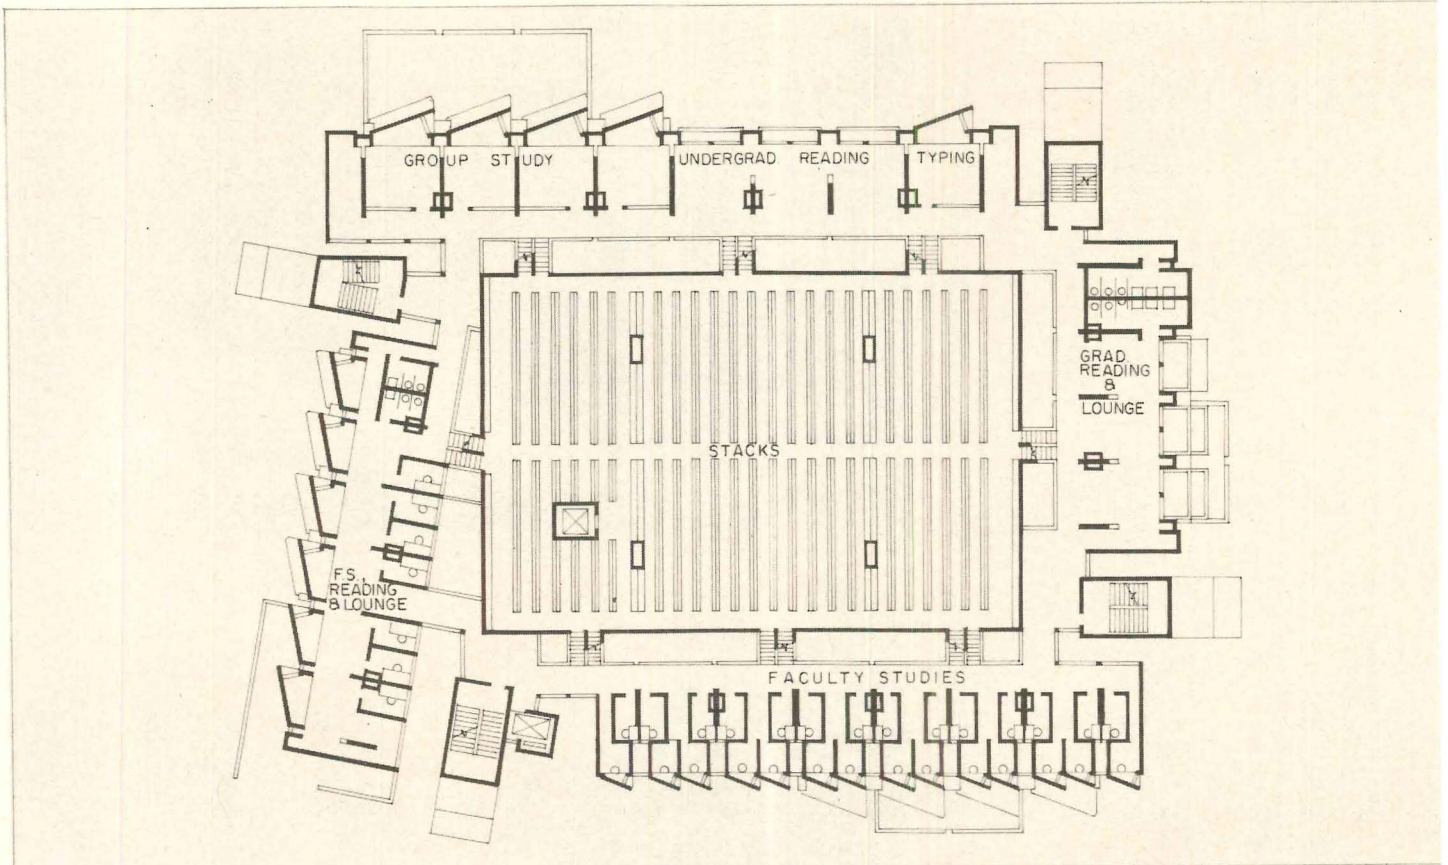 GROUP STUDY
UNDERGRAD READING
TYPING
GRAD
READING
&
LOUNGE
STACKS
F.S.,
READING
& LOUNGE
FACULTY STUDIES